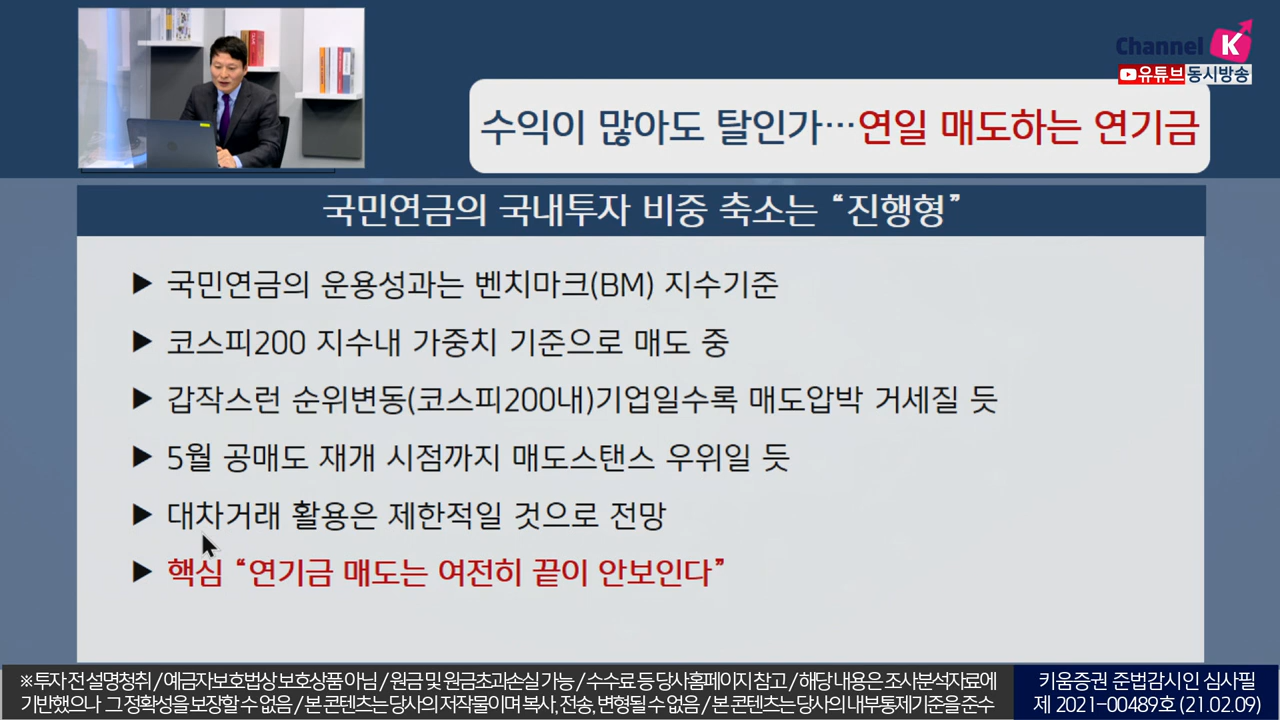 Channel K
유튜브동시방송
수익이 많아도 탈인가…연일 매도하는 연기금
국민연금의 국내투자 비중 축소는 “진행형”
▶ 국민연금의 운용성과는 벤치마크(BM) 지수기준
▶ 코스피200 지수내 가중치 기준으로 매도 중
▶ 갑작스런 순위변동(코스피200내)기업일수록 매도압박 거세질 듯
▶ 5월 공매도 재개 시점까지 매도스탠스 우위일 듯
▶ 대차거래 활용은 제한적일 것으로 전망
▶ 핵심 “연기금 매도는 여전히 끝이 안보인다”
※ 투자 전 설명청취 / 예금자보호법상 보호상품 아님 / 원금 및 원금초과손실 가능 / 수수료 등 당사홈페이지 참고 / 해당 내용은 조사분석자료에
기반했으나 그 정확성을 보장할 수 없음 / 본 콘텐츠는 당사의 저작물이며 복사, 전송, 변형될 수 없음 / 본 콘텐츠는 당사의 내부통제기준을 준수
키움증권 준법감시인 심사필
제 2021-00489호 (21.02.09)